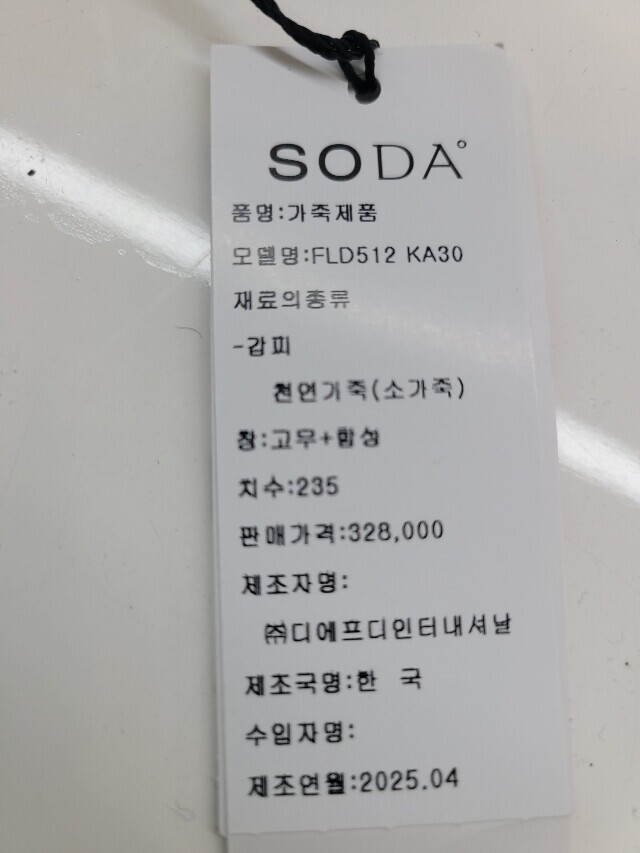 SODA°
품명:가죽제품
모델명:FLD512 KA30
재료의종류
-갑피
천연가죽(소가죽)
창:고무+합성
치수:235
판매가격:328,000
제조자명:
㈜디에프디인터내셔날
제조국명:한 국
수입자명:
제조연월:2025.04